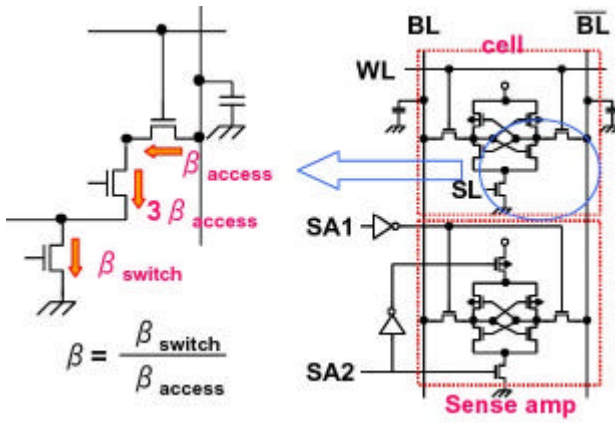 BL
BL
cell
WL
β access
SL
3 β access
SA1
β switch
β = β switch
β access
SA2
Sense amp